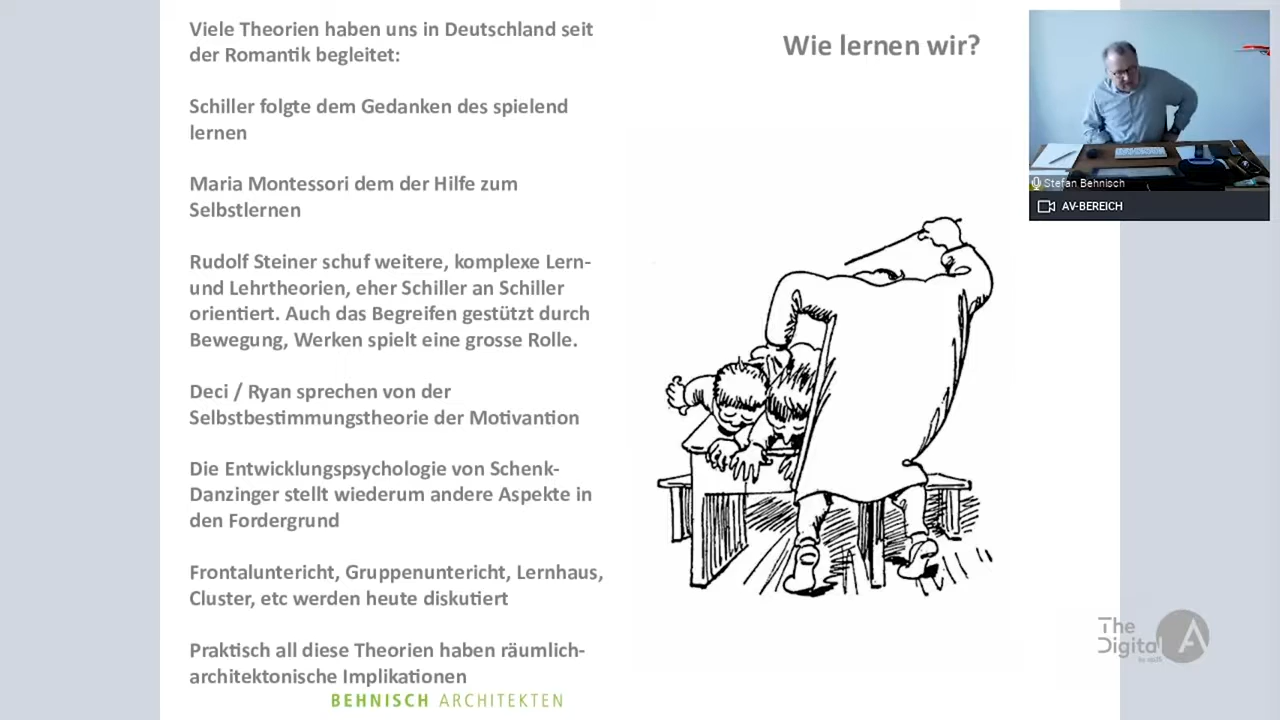 Viele Theorien haben uns in Deutschland seit
der Romantik begleitet:
Schiller folgte dem Gedanken des spielend
lernen
Maria Montessori dem der Hilfe zum
Selbstlernen
Rudolf Steiner schuf weitere, komplexe Lern-
und Lehrtheorien, eher Schiller an Schiller
orientiert. Auch das Begreifen gestützt durch
Bewegung, Werken spielt eine grosse Rolle.
Deci / Ryan sprechen von der
Selbstbestimmungstheorie der Motivantion
Die Entwicklungspsychologie von Schenk-
Danzinger stellt wiederum andere Aspekte in
den Fordergrund
Frontaluntericht, Gruppenuntericht, Lernhaus,
Cluster, etc werden heute diskutiert
Praktisch all diese Theorien haben räumlich-
architektonische Implikationen
BEHNISCH ARCHITEKTEN
Wie lernen wir?
Stefan Behnisch
AV-BEREICH
The
Digital A